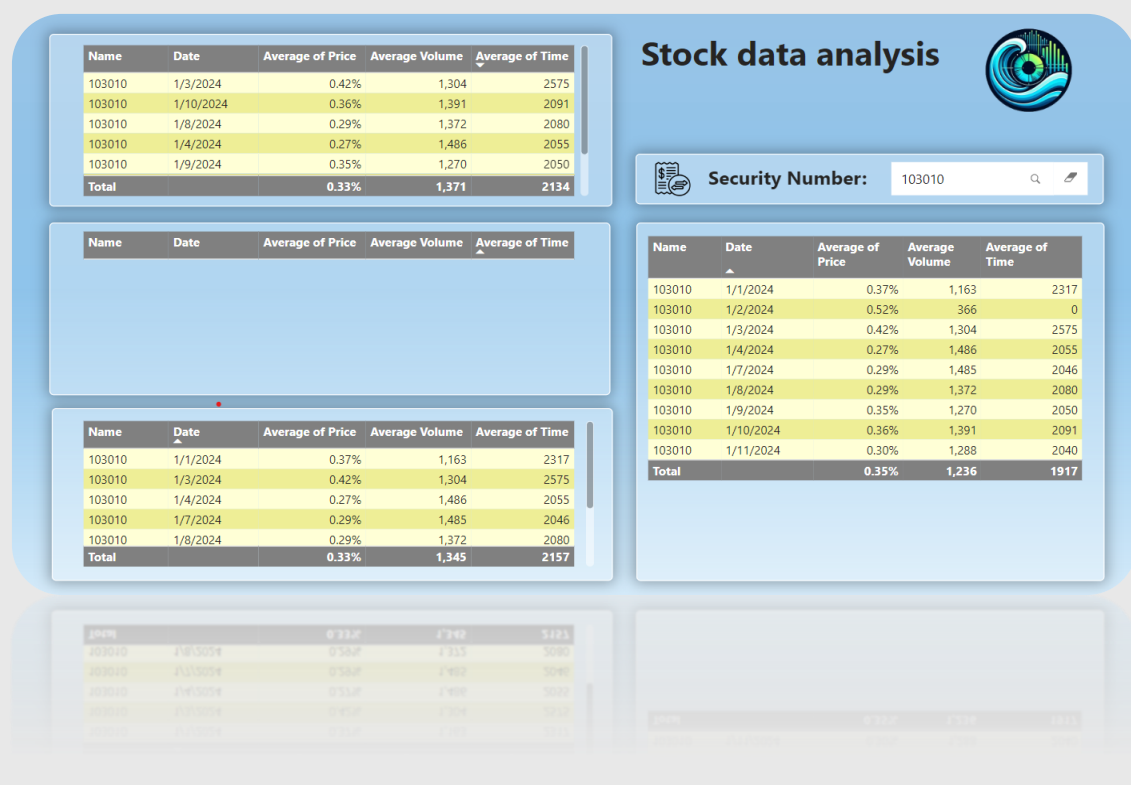 Stock data analysis
Security Number: 103010
Name Date Average of Price Average Volume Average of Time
103010 1/3/2024 0.42% 1,304 2575
103010 1/10/2024 0.36% 1,391 2091
103010 1/8/2024 0.29% 1,372 2080
103010 1/4/2024 0.27% 1,486 2055
103010 1/9/2024 0.35% 1,270 2050
Total 0.33% 1,371 2134
Name Date Average of Price Average Volume Average of Time
Name Date Average of Price Average Volume Average of Time
103010 1/1/2024 0.37% 1,163 2317
103010 1/3/2024 0.42% 1,304 2575
103010 1/4/2024 0.27% 1,486 2055
103010 1/7/2024 0.29% 1,485 2046
103010 1/8/2024 0.29% 1,372 2080
Total 0.33% 1,345 2157
Name Date Average of Average Average of
Price Volume Time
103010 1/1/2024 0.37% 1,163 2317
103010 1/2/2024 0.52% 366 0
103010 1/3/2024 0.42% 1,304 2575
103010 1/4/2024 0.27% 1,486 2055
103010 1/7/2024 0.29% 1,485 2046
103010 1/8/2024 0.29% 1,372 2080
103010 1/9/2024 0.35% 1,270 2050
103010 1/10/2024 0.36% 1,391 2091
103010 1/11/2024 0.30% 1,288 2040
Total 0.35% 1,236 1917